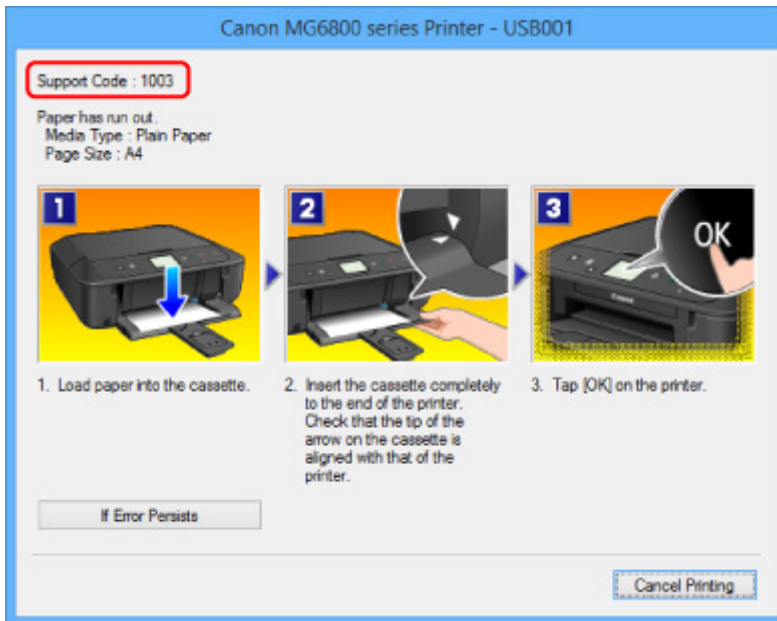 Canon MG6800 series Printer - USB001
Support Code : 1003
Paper has run out.
Media Type : Plain Paper
Page Size : A4
1
2
3
OK
Canon
1. Load paper into the cassette.
2. Insert the cassette completely
to the end of the printer.
Check that the tip of the
arrow on the cassette is
aligned with that of the
printer.
3. Tap [OK] on the printer.
If Error Persists
Cancel Printing